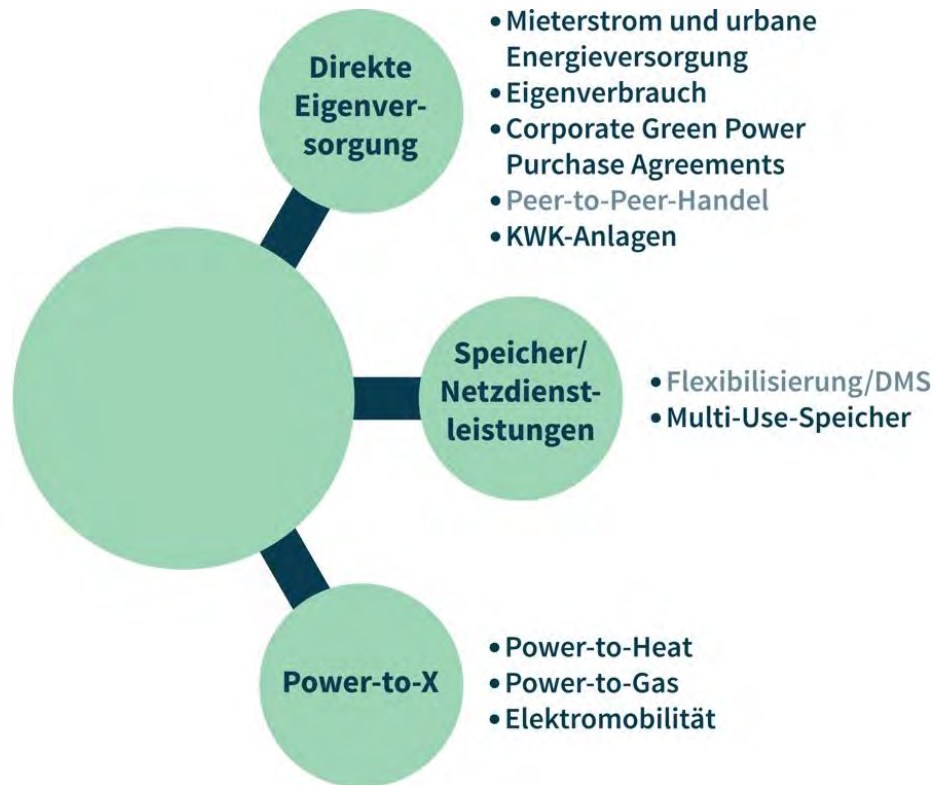 Direkte
Eigenver-
sorgung
• Mieterstrom und urbane
Energieversorgung
• Eigenverbrauch
• Corporate Green Power
Purchase Agreements
• Peer-to-Peer-Handel
• KWK-Anlagen
Speicher/
Netzdienst-
leistungen
• Flexibilisierung/DMS
• Multi-Use-Speicher
Power-to-X
• Power-to-Heat
• Power-to-Gas
• Elektromobilität